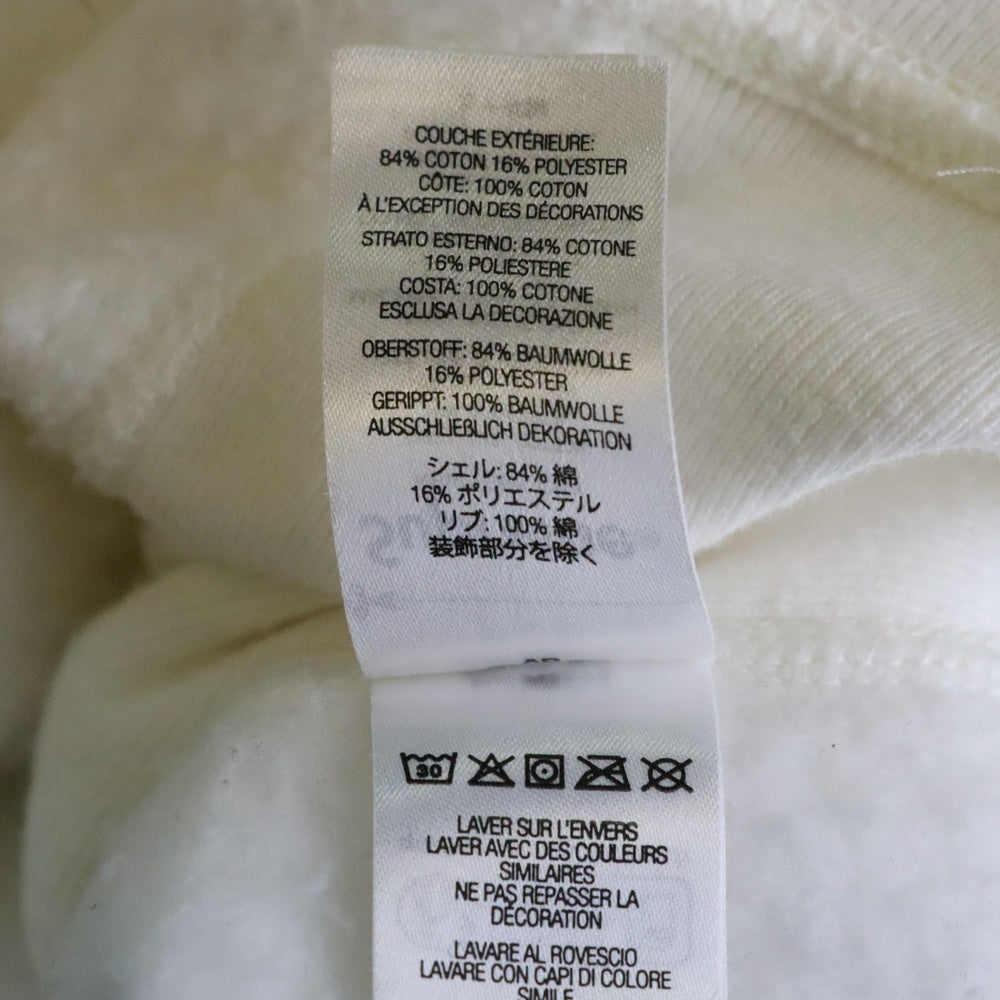 COUCHE EXTÉRIEURE:
84% COTON 16% POLYESTER
CÔTE: 100% COTON
À L'EXCEPTION DES DÉCORATIONS
STRATO ESTERNO: 84% COTONE
16% POLIESTERE
COSTA: 100% COTONE
ESCLUSA LA DECORAZIONE
OBERSTOFF: 84% BAUMWOLLE
16% POLYESTER
GERIPPT: 100% BAUMWOLLE
AUSSCHLIEßLICH DEKORATION
シェル: 84% 綿
16% ポリエステル
リブ: 100% 綿
装飾部分を除く
30
LAVER SUR L'ENVERS
LAVER AVEC DES COULEURS
SIMILAIRES
NE PAS REPASSER LA
DÉCORATION
LAVARE AL ROVESCIO
LAVARE CON CAPI DI COLORE
SIMILE